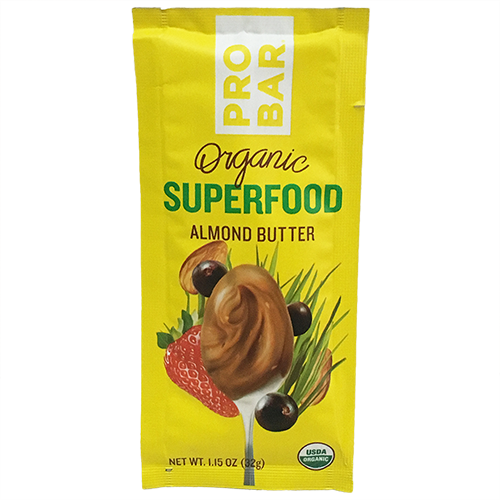 PRO
BAR
Organic
SUPERFOOD
ALMOND BUTTER
NET WT. 1.15 OZ (32g)
USDA
ORGANIC